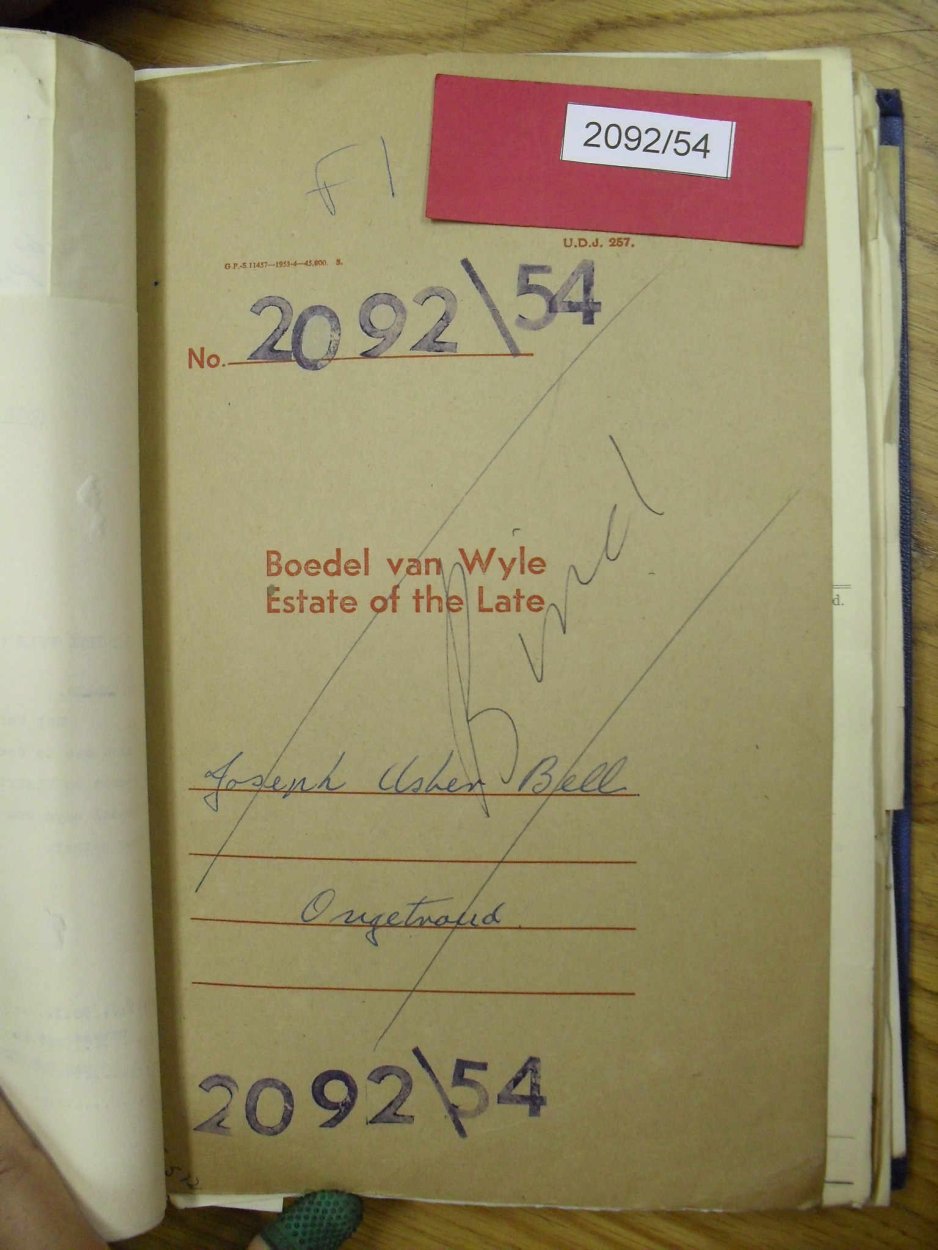 2092/54
F 1
U.D.J. 257.
G.P.-S.11457—1951-4—45,000. S.
No. 2092\54
Boedel van Wyle
Estate of the Late
Joseph Usher Bell
Ongetroud.
2092\54
d.